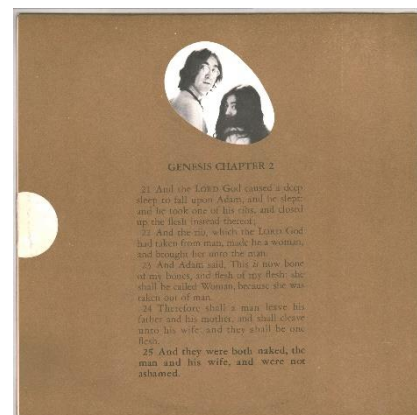 GENESIS CHAPTER 2
21 And the LORD God caused a deep
sleep to fall upon Adam, and he slept:
and he took one of his ribs, and closed
up the flesh instead thereof;
22 And the rib, which the LORD God
had taken from man, made he a woman,
and brought her unto the man.
23 And Adam said, This is now bone
of my bones, and flesh of my flesh: she
shall be called Woman, because she was
taken out of man.
24 Therefore shall a man leave his
father and his mother, and shall cleave
unto his wife: and they shall be one
flesh.
25 And they were both naked, the
man and his wife, and were not
ashamed.